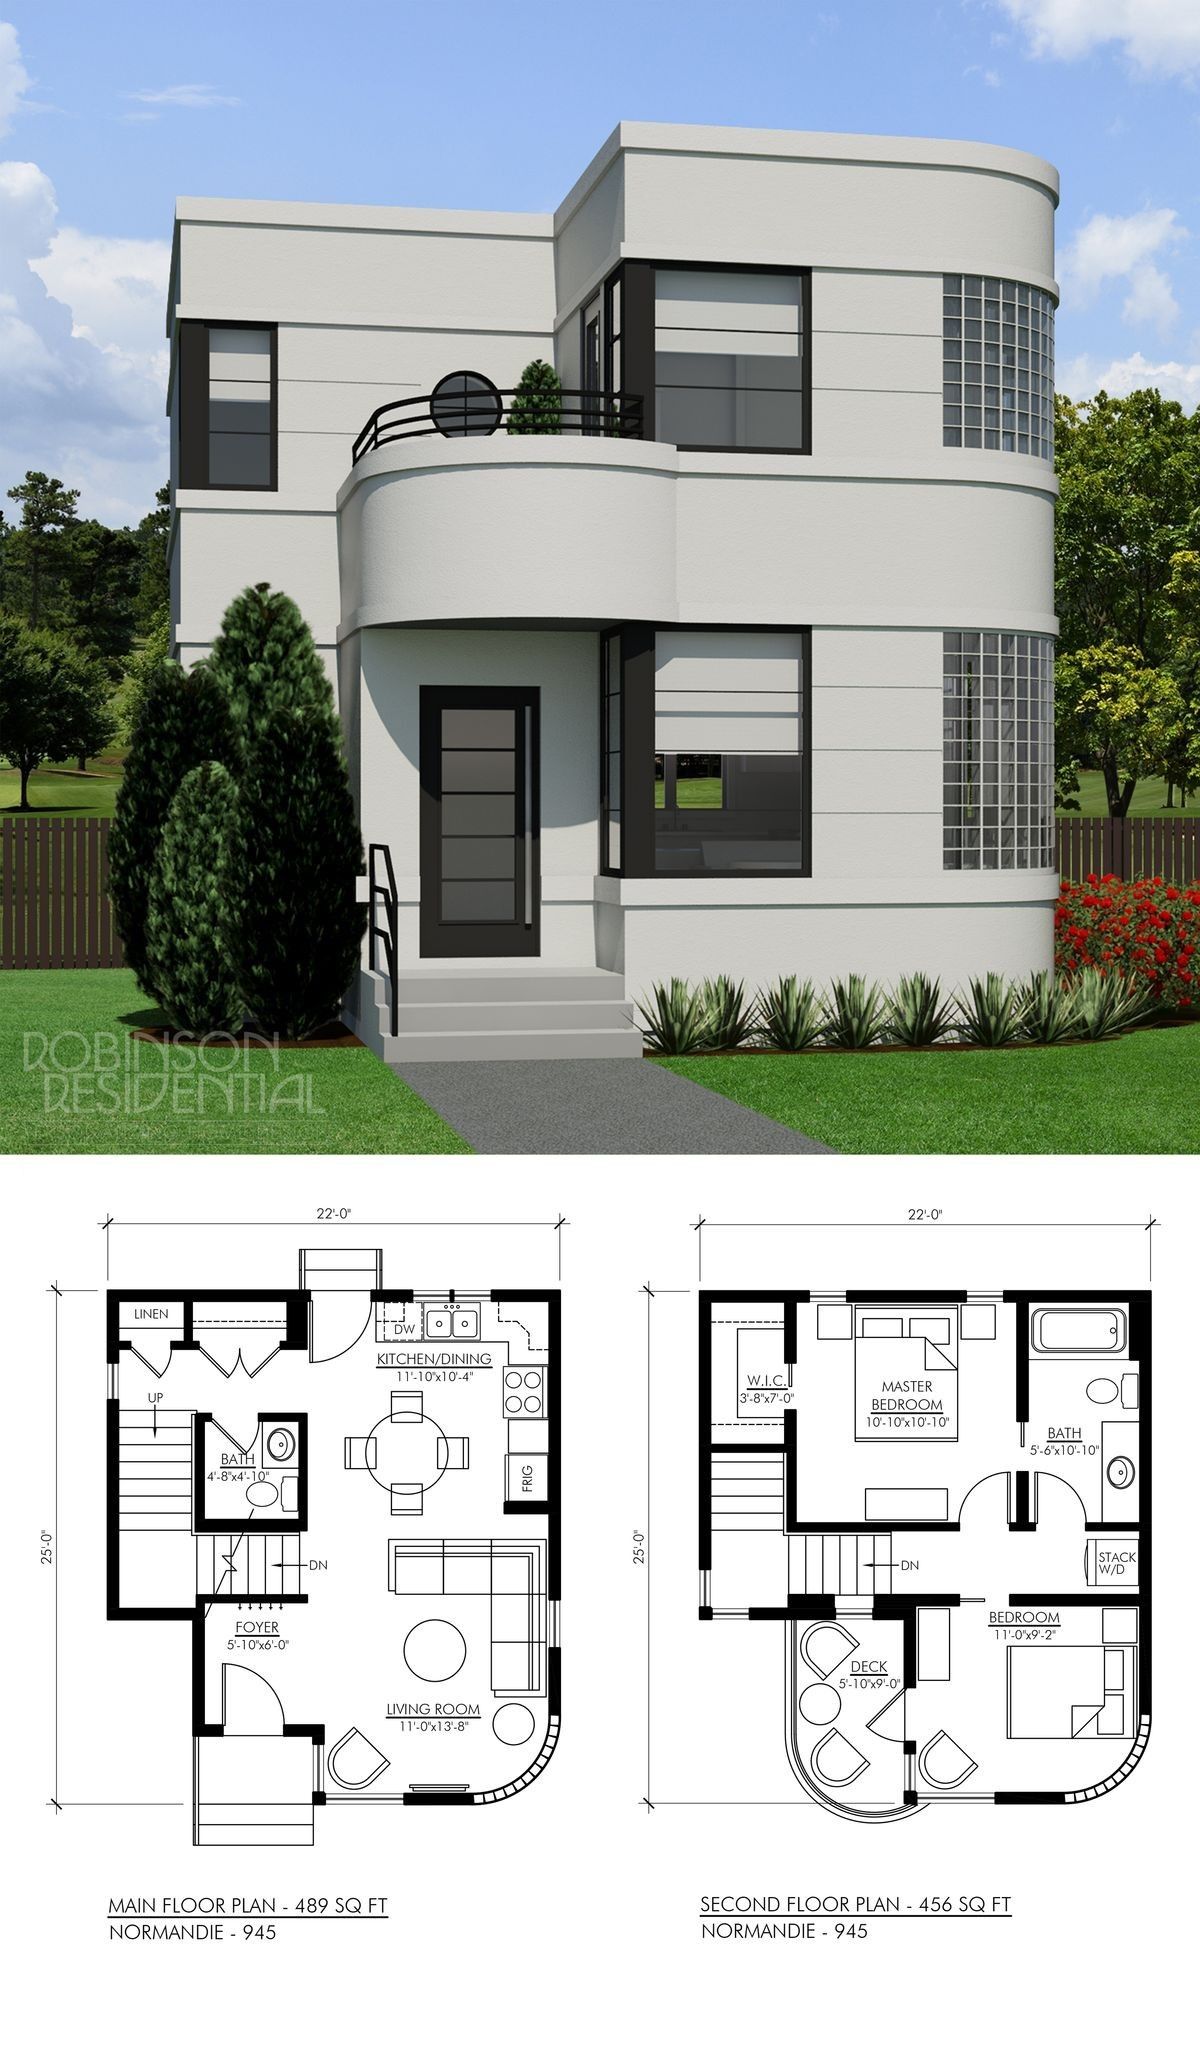 ROBINSON
RESIDENTIAL
22'-0"
25'-0"
LINEN
UP
DW
KITCHEN/DINING
11'-10"x10'-4"
BATH
4'-8"x4'-10"
FRIG
DN
FOYER
5'-10"x6'-0"
LIVING ROOM
11'-0"x13'-8"
MAIN FLOOR PLAN - 489 SQ FT
NORMANDIE - 945
22'-0"
25'-0"
W.I.C.
3'-8"x7'-0"
MASTER
BEDROOM
10'-10"x10'-10"
BATH
5'-6"x10'-10"
DN
STACK
W/D
BEDROOM
11'-0"x9'-2"
DECK
5'-10"x9'-0"
SECOND FLOOR PLAN - 456 SQ FT
NORMANDIE - 945